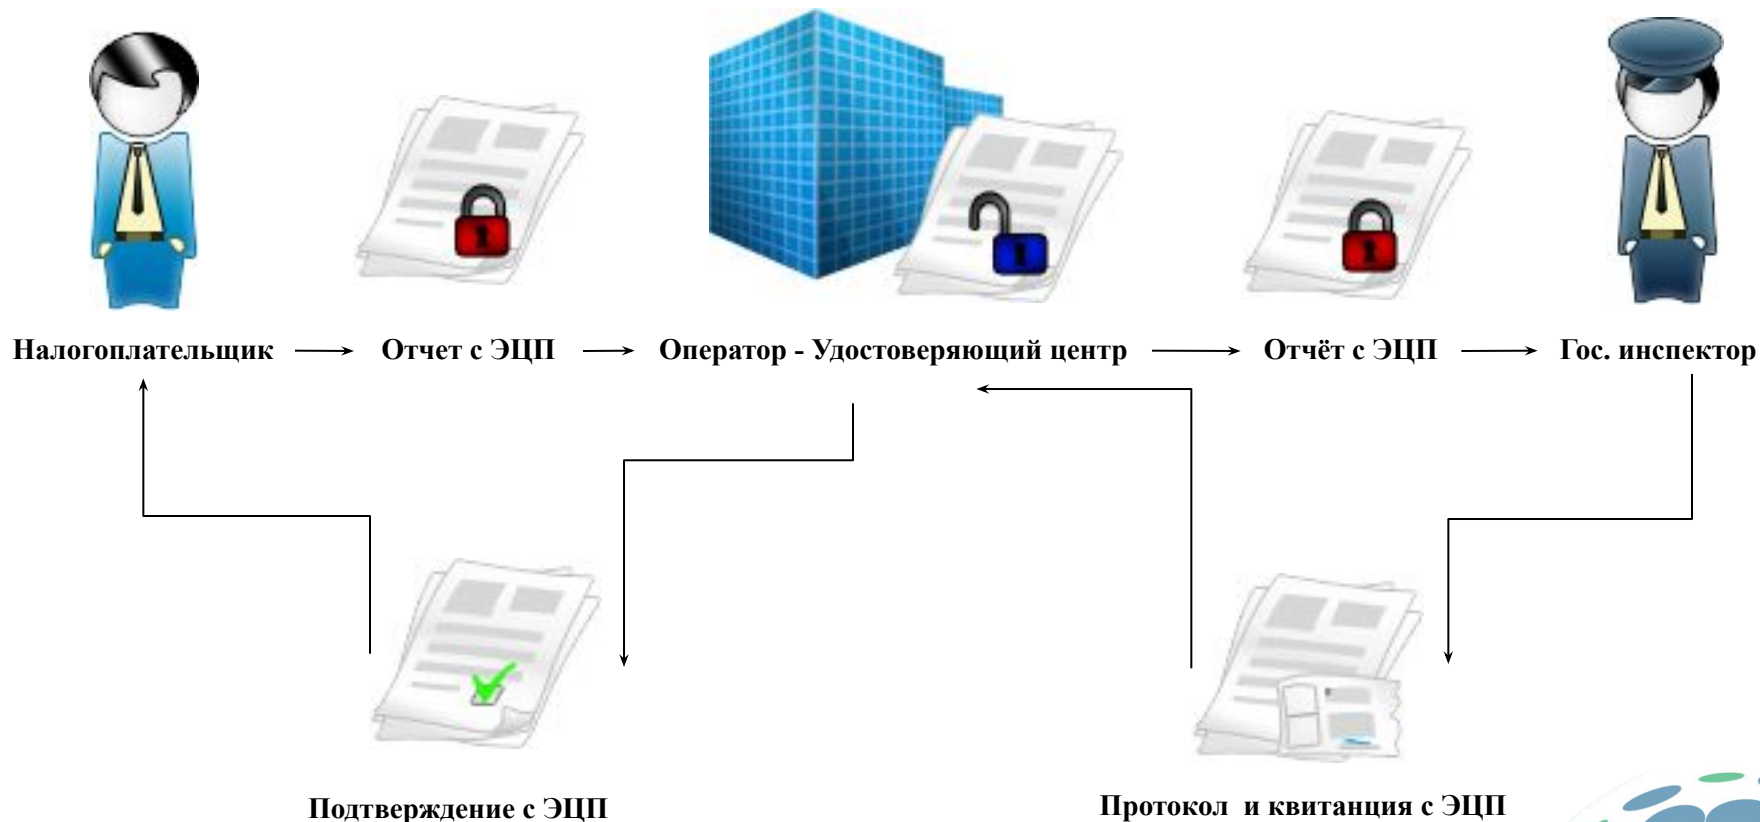 Налогоплательщик
Отчет с ЭЦП
Оператор - Удостоверяющий центр
Отчёт с ЭЦП
Гос. инспектор
Подтверждение с ЭЦП
Протокол и квитанция с ЭЦП